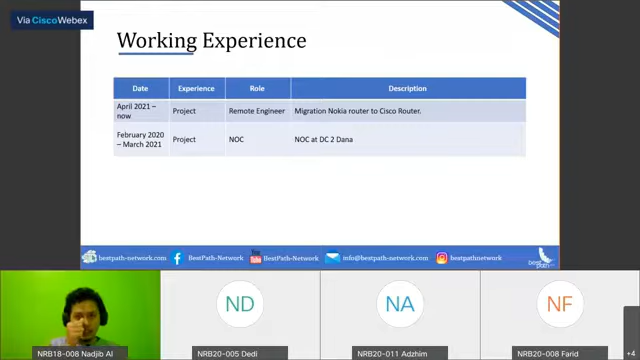 Via CiscoWebex
Working Experience
Date Experience Role Description
April 2021 –
now
Project Remote Engineer Migration Nokia router to Cisco Router.
February 2020
– March 2021
Project NOC NOC at DC 2 Dana
bestpath-network.com BestPath-Network BestPath-Network info@bestpath-network.com bestpathnetwork
best
path
NRB18-008 Nadjib Al
ND
NRB20-005 Dedi
NA
NRB20-011 Adzhim
NF
NRB20-008 Farid
+4